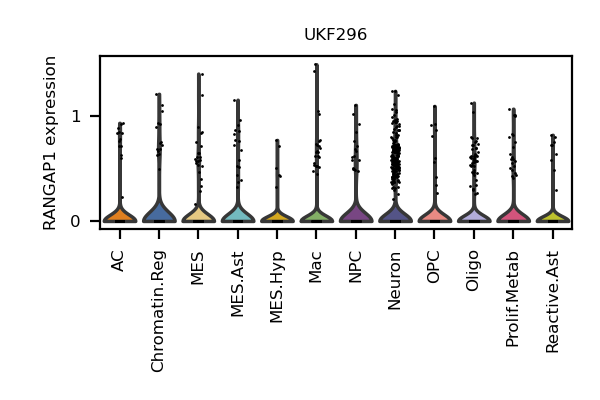 UKF296
RANGAP1 expression
1
0
AC
Chromatin.Reg
MES
MES.Ast
MES.Hyp
Mac
NPC
Neuron
OPC
Oligo
Prolif.Metab
Reactive.Ast